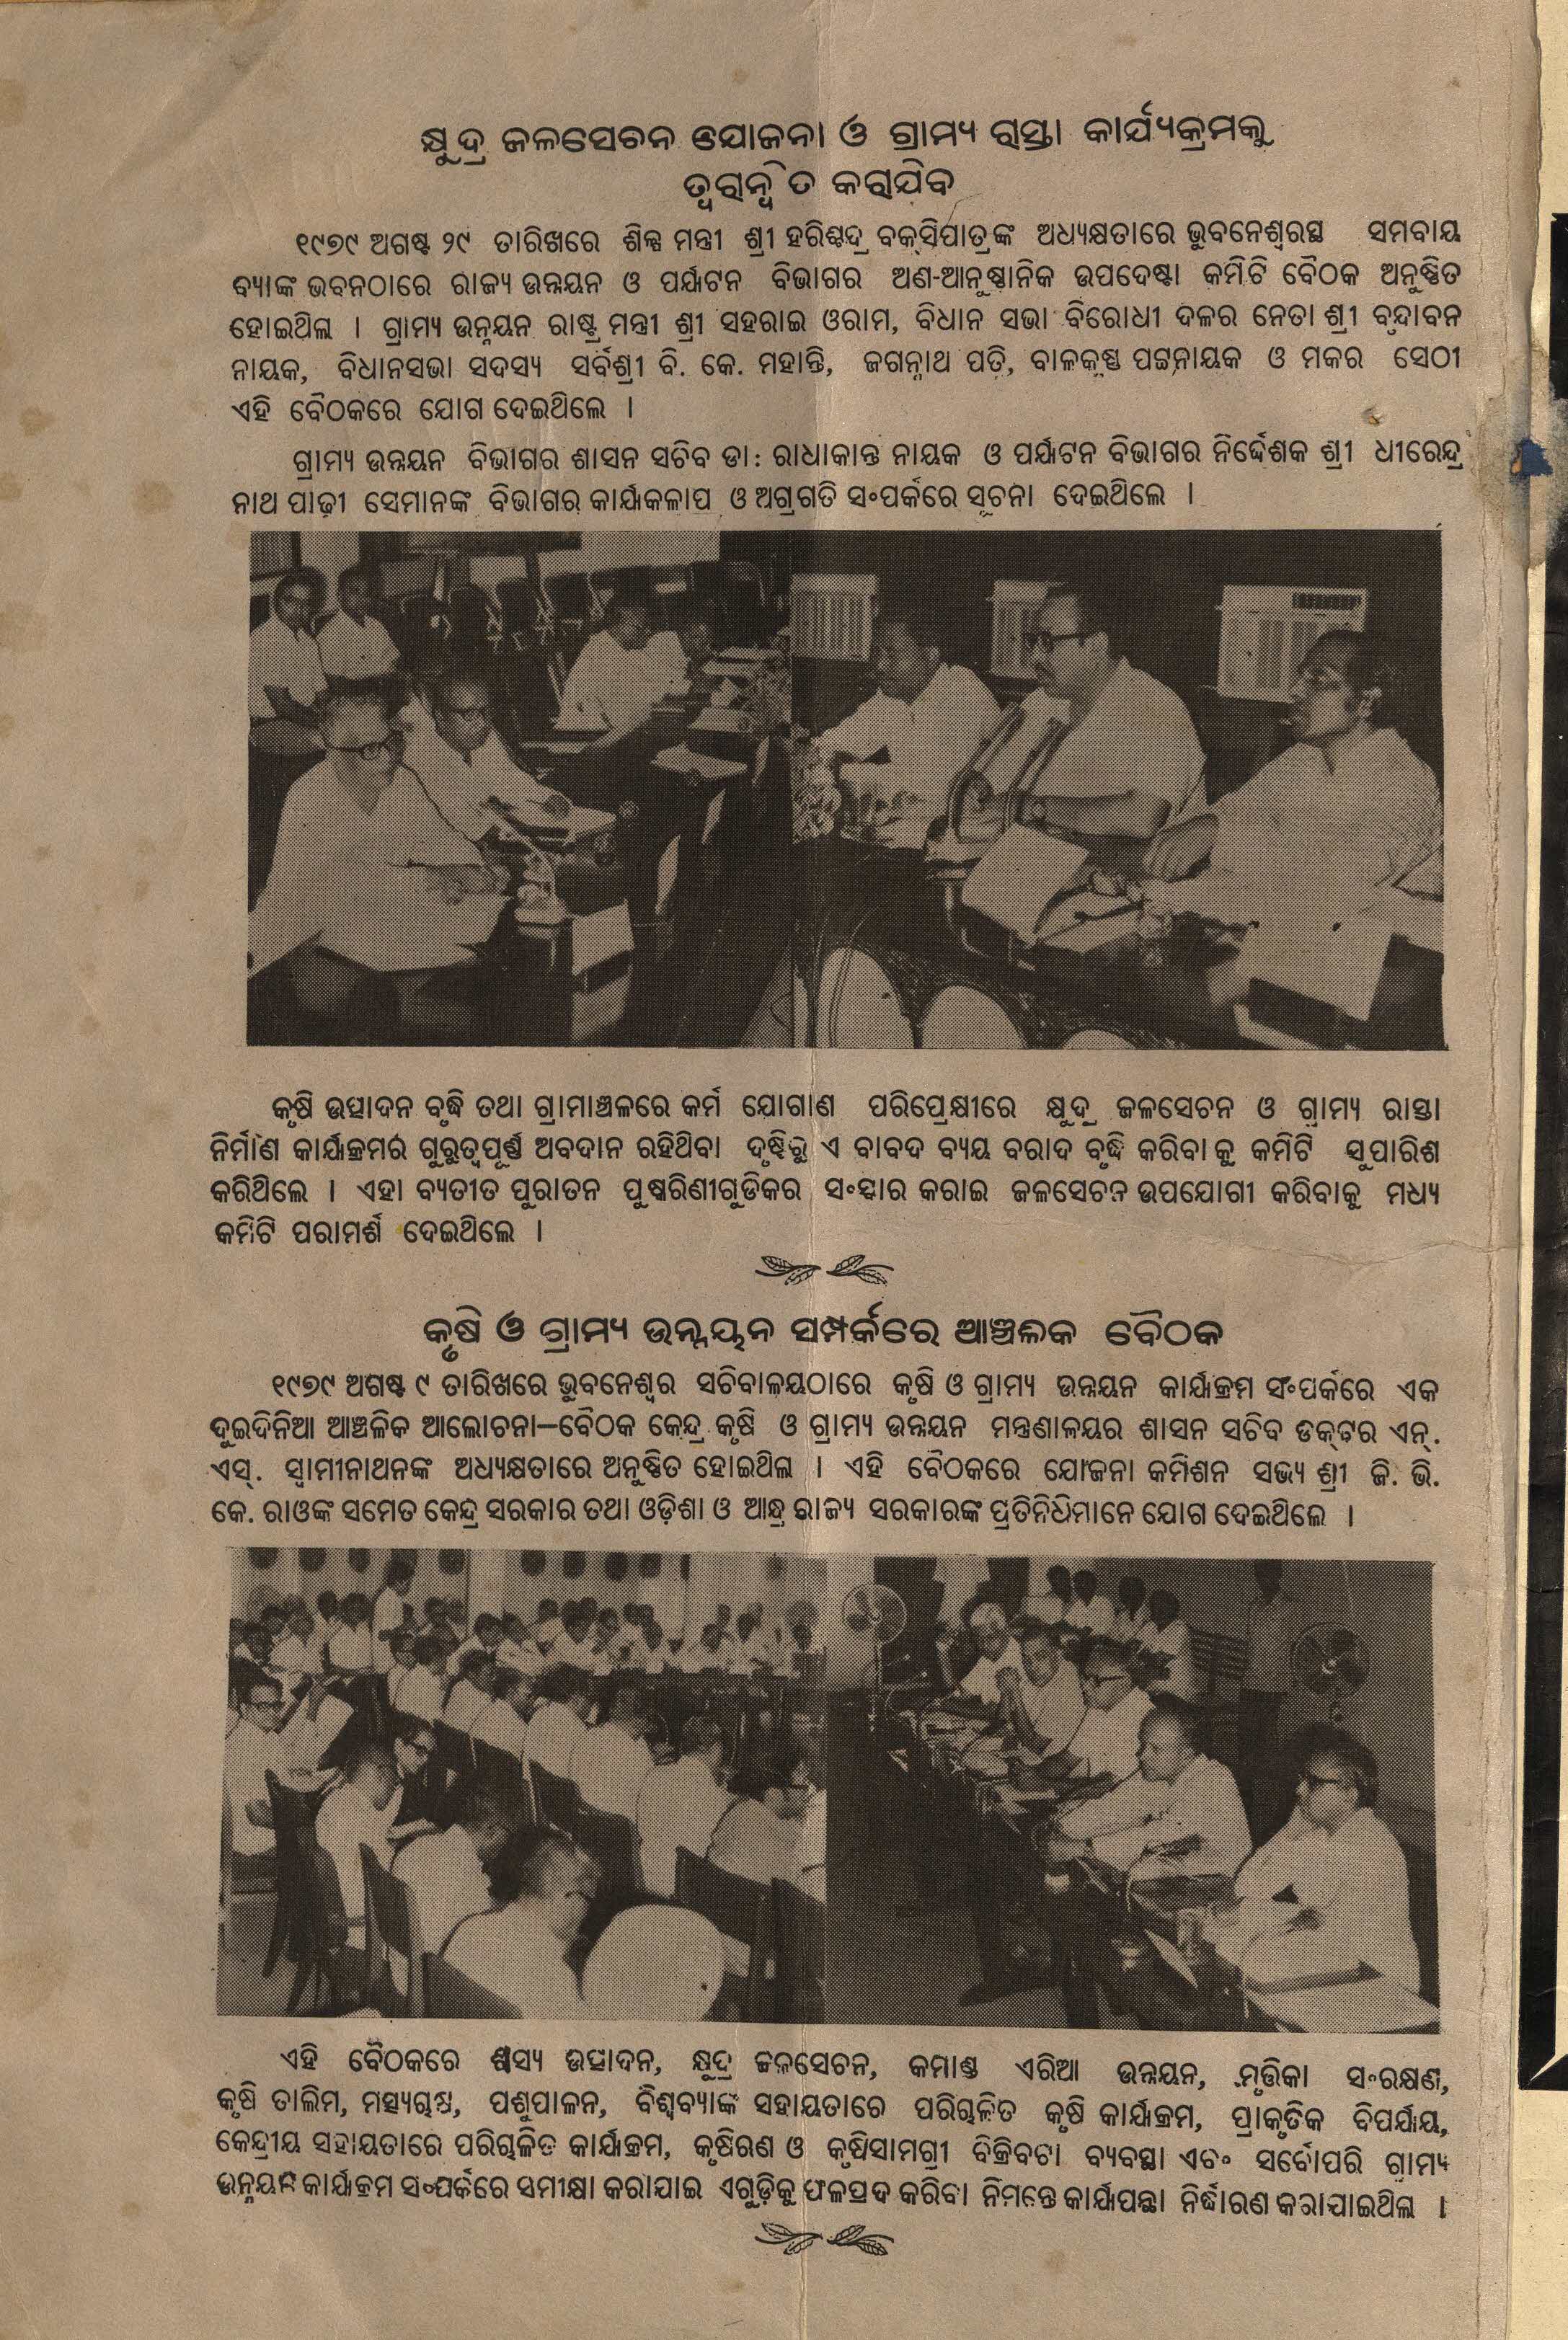 କ୍ଷୁଦ୍ର ଜଳସେଚନ ଯୋଜନା ଓ ଗ୍ରାମ୍ୟ ରାସ୍ତା କାର୍ଯ୍ୟକ୍ରମକୁ
ତ୍ୱରାନ୍ୱିତ କରାଯିବ
୧୯୭୯ ଅଗଷ୍ଟ ୨୯ ତାରିଖରେ ଶିଳ୍ପ ମନ୍ତ୍ରୀ ଶ୍ରୀ ହରିଶ୍ଚନ୍ଦ୍ର ବକ୍‌ସିପାତ୍ରଙ୍କ ଅଧ୍ୟକ୍ଷତାରେ ଭୁବନେଶ୍ୱରସ୍ଥ ସମବାୟ
ବ୍ୟାଙ୍କ ଭବନଠାରେ ରାଜ୍ୟ ଉନ୍ନୟନ ଓ ପର୍ଯ୍ୟଟନ ବିଭାଗର ଅଣ-ଆନୁଷ୍ଠାନିକ ଉପଦେଷ୍ଟା କମିଟି ବୈଠକ ଅନୁଷ୍ଠିତ
ହୋଇଥିଲା । ଗ୍ରାମ୍ୟ ଉନ୍ନୟନ ରାଷ୍ଟ୍ର ମନ୍ତ୍ରୀ ଶ୍ରୀ ସହରାଇ ଓରାମ, ବିଧାନ ସଭା ବିରୋଧୀ ଦଳର ନେତା ଶ୍ରୀ ବୃନ୍ଦାବନ
ନାୟକ, ବିଧାନସଭା ସଦସ୍ୟ ସର୍ବଶ୍ରୀ ବି. କେ. ମହାନ୍ତି, ଜଗନ୍ନାଥ ପତି, ବାଳକୃଷ୍ଣ ପଟ୍ଟନାୟକ ଓ ମକର ସେଠୀ
ଏହି ବୈଠକରେ ଯୋଗ ଦେଇଥିଲେ ।
ଗ୍ରାମ୍ୟ ଉନ୍ନୟନ ବିଭାଗର ଶାସନ ସଚିବ ଡା: ରାଧାକାନ୍ତ ନାୟକ ଓ ପର୍ଯ୍ୟଟନ ବିଭାଗର ନିର୍ଦ୍ଦେଶକ ଶ୍ରୀ ଧୀରେନ୍ଦ୍ର
ନାଥ ପାଢ଼ୀ ସେମାନଙ୍କ ବିଭାଗର କାର୍ଯ୍ୟକଳାପ ଓ ଅଗ୍ରଗତି ସଂପର୍କରେ ସୂଚନା ଦେଇଥିଲେ ।
କୃଷି ଉତ୍ପାଦନ ବୃଦ୍ଧି ତଥା ଗ୍ରାମାଞ୍ଚଳରେ କର୍ମ ଯୋଗାଣ ପରିପ୍ରେକ୍ଷୀରେ କ୍ଷୁଦ୍ର ଜଳସେଚନ ଓ ଗ୍ରାମ୍ୟ ରାସ୍ତା
ନିର୍ମାଣ କାର୍ଯ୍ୟକ୍ରମର ଗୁରୁତ୍ୱପୂର୍ଣ୍ଣ ଅବଦାନ ରହିଥିବା ଦୃଷ୍ଟିରୁ ଏ ବାବଦ ବ୍ୟୟ ବରାଦ ବୃଦ୍ଧି କରିବାକୁ କମିଟି ସୁପାରିଶ
କରିଥିଲେ । ଏହା ବ୍ୟତୀତ ପୁରାତନ ପୁଷ୍କରିଣୀଗୁଡିକର ସଂସ୍କାର କରାଇ ଜଳସେଚନ ଉପଯୋଗୀ କରିବାକୁ ମଧ୍ୟ
କମିଟି ପରାମର୍ଶ ଦେଇଥିଲେ ।
କୃଷି ଓ ଗ୍ରାମ୍ୟ ଉନ୍ନୟନ ସମ୍ପର୍କରେ ଆଞ୍ଚଳିକ ବୈଠକ
୧୯୭୯ ଅଗଷ୍ଟ ୯ ତାରିଖରେ ଭୁବନେଶ୍ୱର ସଚିବାଳୟଠାରେ କୃଷି ଓ ଗ୍ରାମ୍ୟ ଉନ୍ନୟନ କାର୍ଯ୍ୟକ୍ରମ ସଂପର୍କରେ ଏକ
ଦୁଇଦିନିଆ ଆଞ୍ଚଳିକ ଆଲୋଚନା—ବୈଠକ କେନ୍ଦ୍ର କୃଷି ଓ ଗ୍ରାମ୍ୟ ଉନ୍ନୟନ ମନ୍ତ୍ରଣାଳୟର ଶାସନ ସଚିବ ଡକ୍ଟର ଏନ୍.
ଏସ୍. ସ୍ୱାମୀନାଥନଙ୍କ ଅଧ୍ୟକ୍ଷତାରେ ଅନୁଷ୍ଠିତ ହୋଇଥିଲା । ଏହି ବୈଠକରେ ଯୋଜନା କମିଶନ ସଭ୍ୟ ଶ୍ରୀ ଜି. ଭି.
କେ. ରାଓଙ୍କ ସମେତ କେନ୍ଦ୍ର ସରକାର ତଥା ଓଡ଼ିଶା ଓ ଆନ୍ଧ୍ର ରାଜ୍ୟ ସରକାରଙ୍କ ପ୍ରତିନିଧିମାନେ ଯୋଗ ଦେଇଥିଲେ ।
ଏହି ବୈଠକରେ ଶସ୍ୟ ଉତ୍ପାଦନ, କ୍ଷୁଦ୍ର ଜଳସେଚନ, କମାଣ୍ଡ ଏରିଆ ଉନ୍ନୟନ, ମୃତ୍ତିକା ସଂରକ୍ଷଣ,
କୃଷି ତାଲିମ, ମତ୍ସ୍ୟଚାଷ, ପଶୁପାଳନ, ବିଶ୍ୱବ୍ୟାଙ୍କ ସହାୟତାରେ ପରିଚାଳିତ କୃଷି କାର୍ଯ୍ୟକ୍ରମ, ପ୍ରାକୃତିକ ବିପର୍ଯ୍ୟୟ,
କେନ୍ଦ୍ରୀୟ ସହାୟତାରେ ପରିଚାଳିତ କାର୍ଯ୍ୟକ୍ରମ, କୃଷିଋଣ ଓ କୃଷିସାମଗ୍ରୀ ବିକ୍ରିବଟା ବ୍ୟବସ୍ଥା ଏବଂ ସର୍ବୋପରି ଗ୍ରାମ୍ୟ
ଉନ୍ନୟନ କାର୍ଯ୍ୟକ୍ରମ ସଂପର୍କରେ ସମୀକ୍ଷା କରାଯାଇ ଏଗୁଡ଼ିକୁ ଫଳପ୍ରଦ କରିବା ନିମନ୍ତେ କାର୍ଯ୍ୟପନ୍ଥା ନିର୍ଦ୍ଧାରଣ କରାଯାଇଥିଲା ।